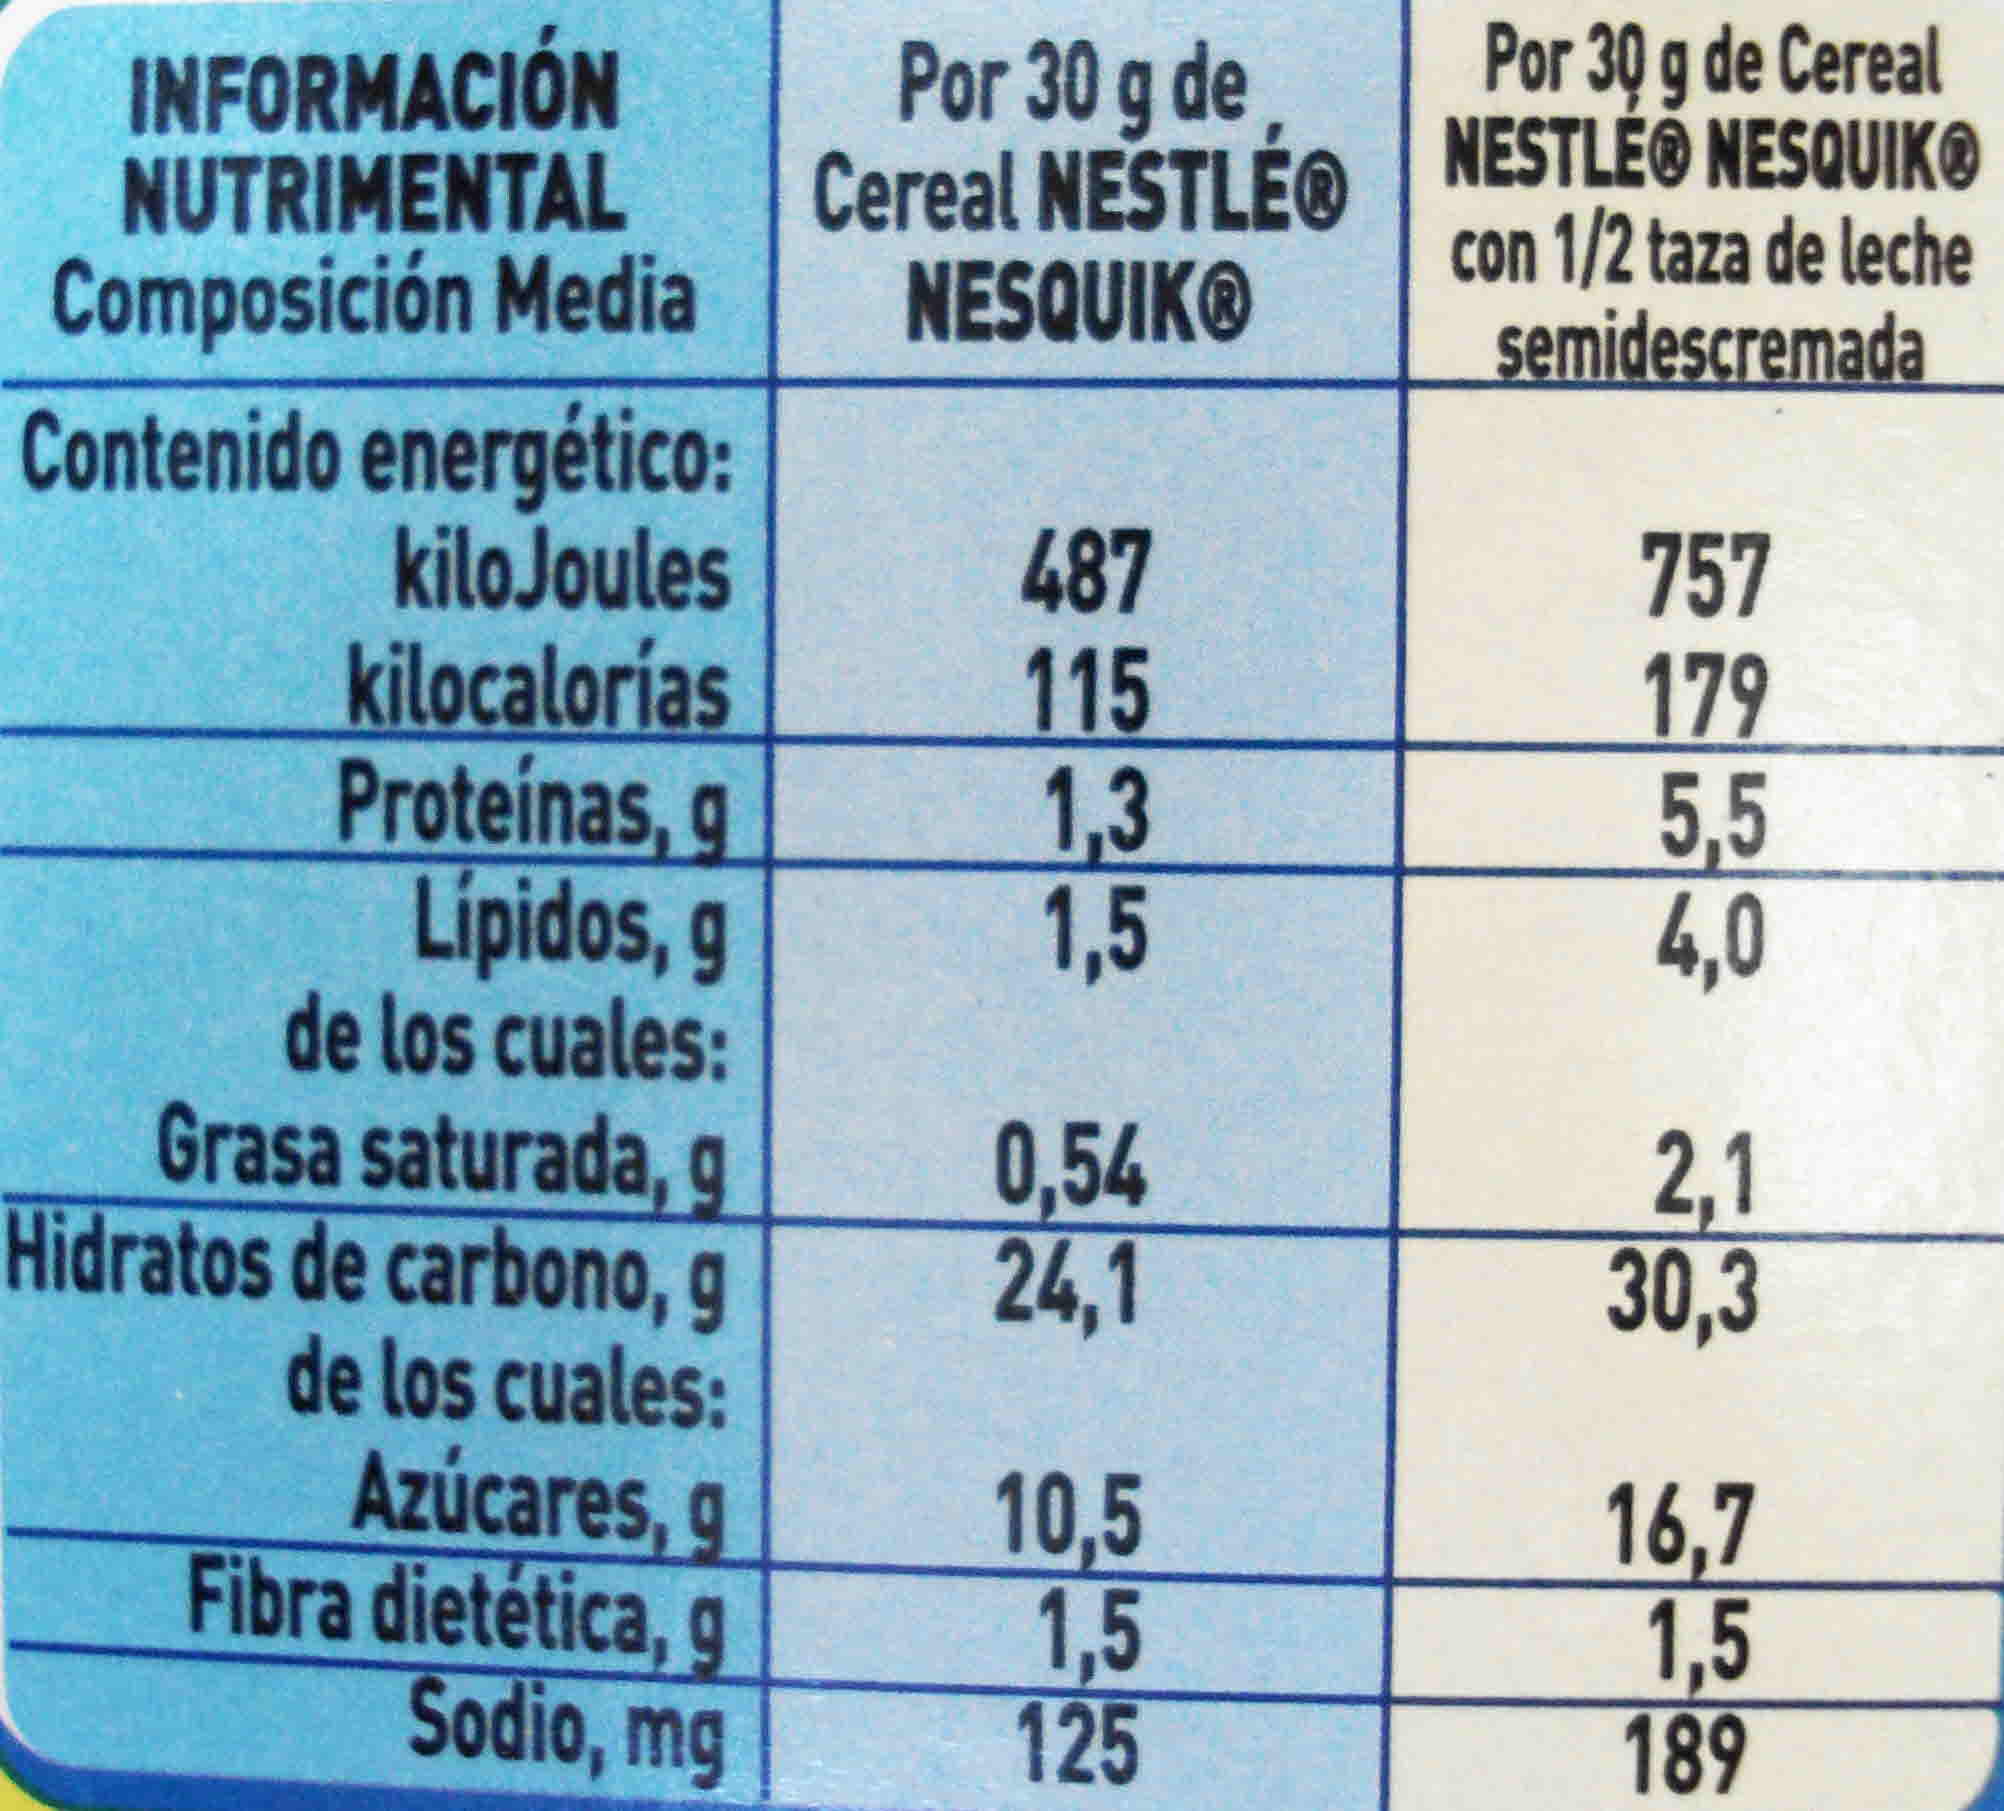 INFORMACIÓN
NUTRIMENTAL
Composición Media
Por 30 g de
Cereal NESTLÉ®
NESQUIK®
Por 30 g de Cereal
NESTLÉ® NESQUIK®
con 1/2 taza de leche
semidescremada
Contenido energético:
kiloJoules 487 757
kilocalorías 115 179
Proteínas, g 1,3 5,5
Lípidos, g 1,5 4,0
de los cuales:
Grasa saturada, g 0,54 2,1
Hidratos de carbono, g 24,1 30,3
de los cuales:
Azúcares, g 10,5 16,7
Fibra dietética, g 1,5 1,5
Sodio, mg 125 189